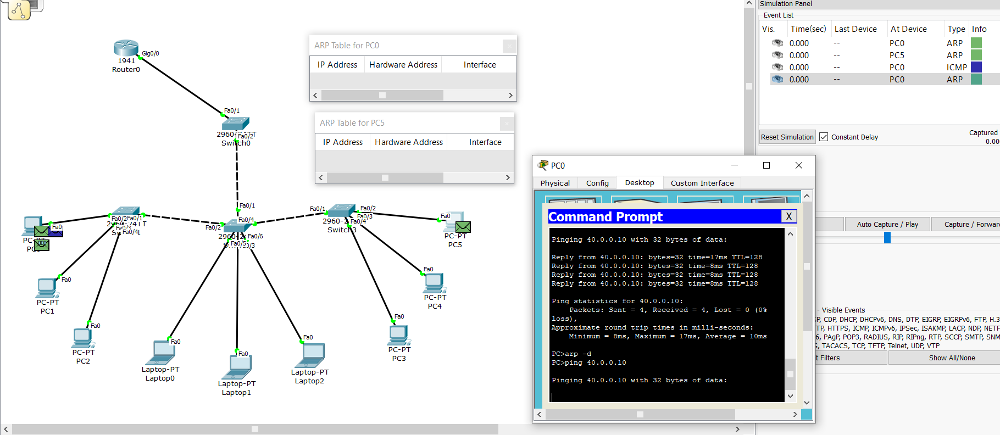 Gig0/0
1941
Router0
Fa0/1
2960-24TT
Fa0/2
Switch0
Fa0/1
Fa0/4
Fa0/2
Fa0/6
Fa0/5
0/3
2960-2
Fa0
Fa0/2
Fa0/1
Fa0/3
Fa0/4
PC-PT
Fa0
PC-PT
PC1
Fa0
PC-PT
PC2
Fa0
Laptop-PT
Laptop0
Fa0
Laptop-PT
Laptop1
Fa0
Laptop-PT
Laptop2
Fa0/1
Fa0/2
Fa0/3
Fa0/4
2960-2
Switch3
Fa0
PC-PT
PC5
Fa0
PC-PT
PC4
Fa0
PC-PT
PC3
ARP Table for PC0
IP Address Hardware Address Interface
ARP Table for PC5
IP Address Hardware Address Interface
PC0
Physical Config Desktop Custom Interface
Command Prompt X
Pinging 40.0.0.10 with 32 bytes of data:
Reply from 40.0.0.10: bytes=32 time=17ms TTL=128
Reply from 40.0.0.10: bytes=32 time=8ms TTL=128
Reply from 40.0.0.10: bytes=32 time=8ms TTL=128
Reply from 40.0.0.10: bytes=32 time=8ms TTL=128
Ping statistics for 40.0.0.10:
Packets: Sent = 4, Received = 4, Lost = 0 (0%
loss),
Approximate round trip times in milli-seconds:
Minimum = 8ms, Maximum = 17ms, Average = 10ms
PC>arp -d
PC>ping 40.0.0.10
Pinging 40.0.0.10 with 32 bytes of data:
Simulation Panel
Event List
Vis. Time(sec) Last Device At Device Type Info
0.000 -- PC0 ARP
0.000 -- PC5 ARP
0.000 -- PC0 ICMP
0.000 -- PC0 ARP
Reset Simulation Constant Delay
Captured
0.00
Auto Capture / Play Capture / Forwar
- Visible Events
P, CDP, DHCP, DHCPv6, DNS, DTP, EIGRP, EIGRPv6, FTP, H.3
TP, HTTPS, ICMP, ICMPv6, IPSec, ISAKMP, LACP, NDP, NETF
6, PAgP, POP3, RADIUS, RIP, RIPng, RTP, SCCP, SMTP, SNM
, TACACS, TCP, TFTP, Telnet, UDP, VTP
t Filters Show All/None